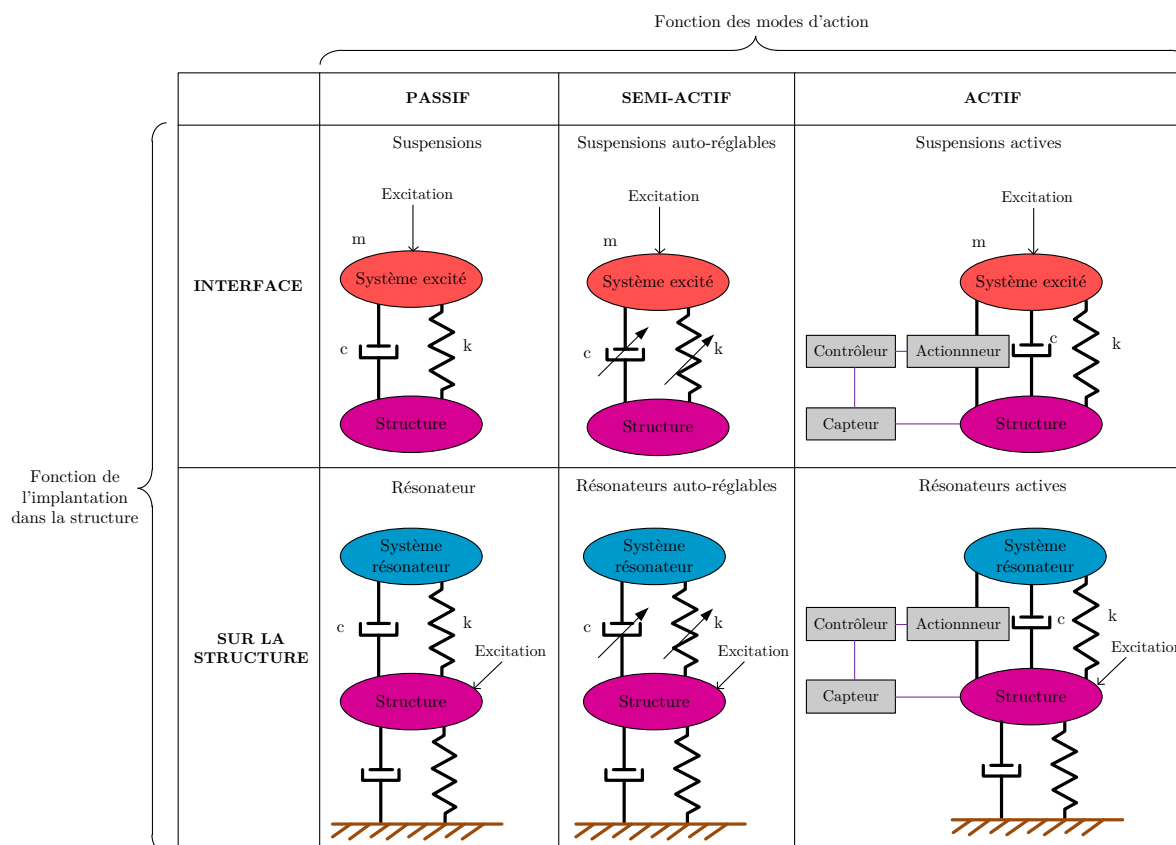 Fonction des modes d'action
PASSIF
SEMI-ACTIF
ACTIF
Fonction de
l'implantation
dans la structure
INTERFACE
Suspensions
Excitation
m
Système excité
c
k
Structure
Suspensions auto-réglables
Excitation
m
Système excité
c
k
Structure
Suspensions actives
Excitation
m
Système excité
Contrôleur
Actionnneur
c
k
Capteur
Structure
SUR LA
STRUCTURE
Résonateur
Système
résonateur
c
k
Excitation
Structure
Résonateurs auto-réglables
Système
résonateur
c
k
Excitation
Structure
Résonateurs actives
Système
résonateur
Contrôleur
Actionnneur
c
k
Excitation
Capteur
Structure